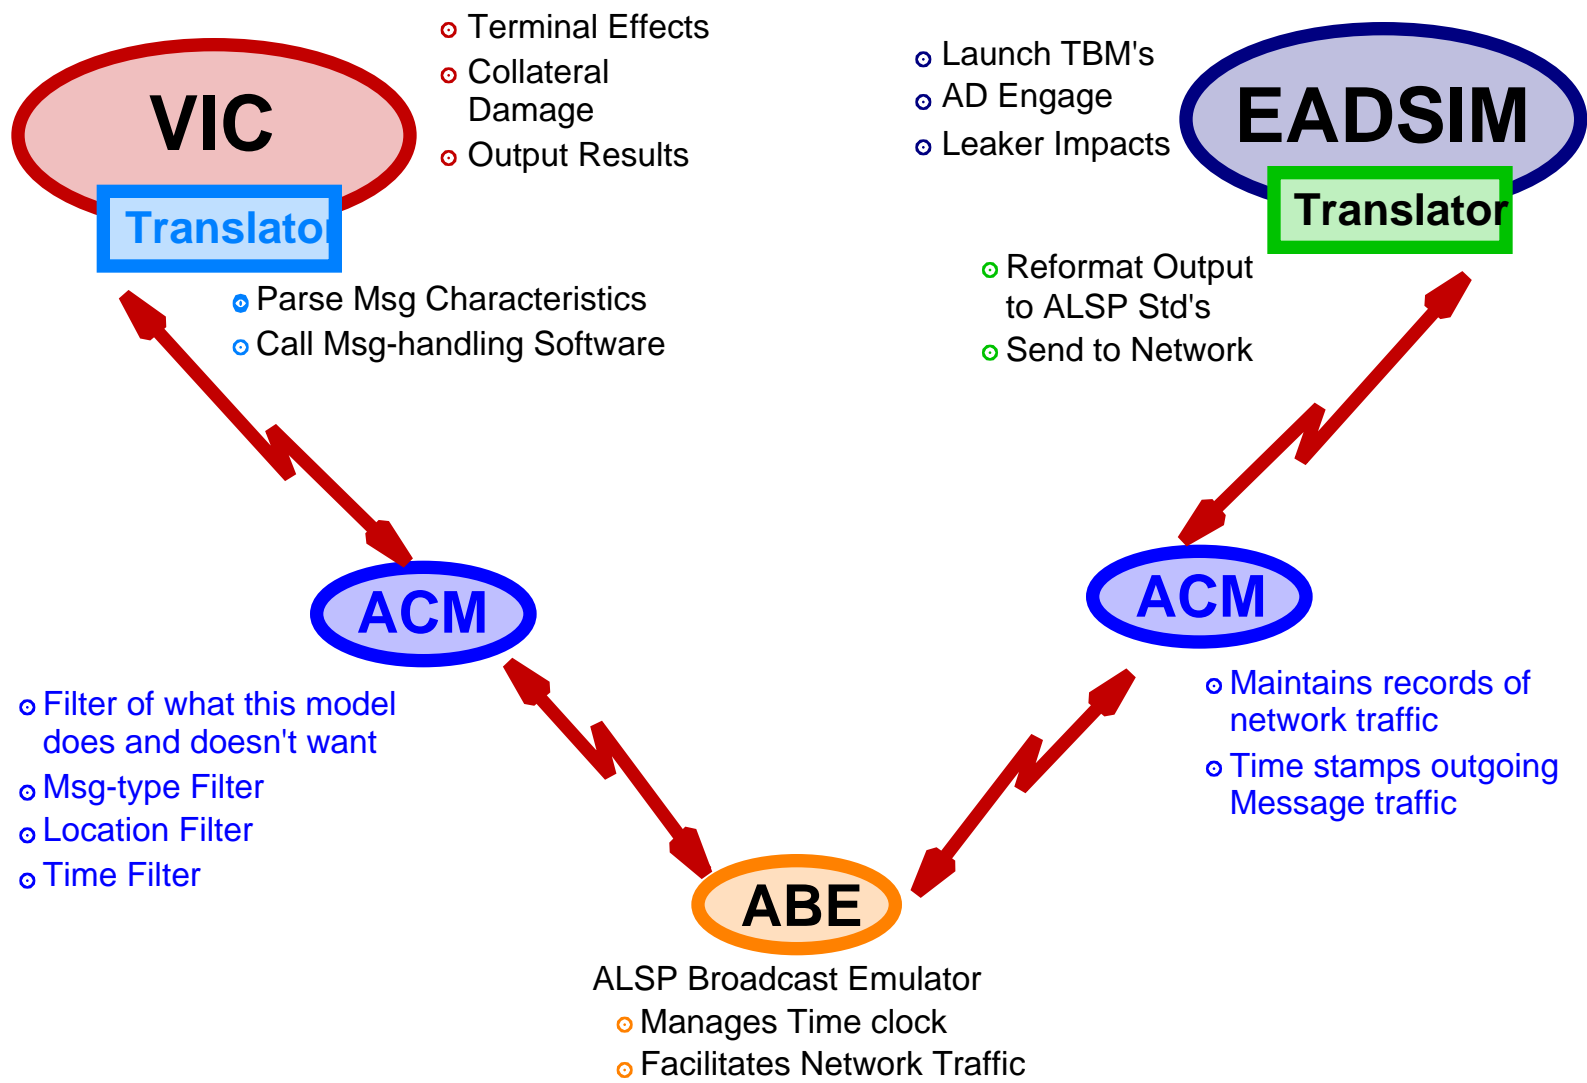 VIC
Translator
Terminal Effects
Collateral
Damage
Output Results
Launch TBM's
AD Engage
Leaker Impacts
EADSIM
Translator
Parse Msg Characteristics
Call Msg-handling Software
Reformat Output
to ALSP Std's
Send to Network
ACM
ACM
Filter of what this model
does and doesn't want
Msg-type Filter
Location Filter
Time Filter
Maintains records of
network traffic
Time stamps outgoing
Message traffic
ABE
ALSP Broadcast Emulator
Manages Time clock
Facilitates Network Traffic